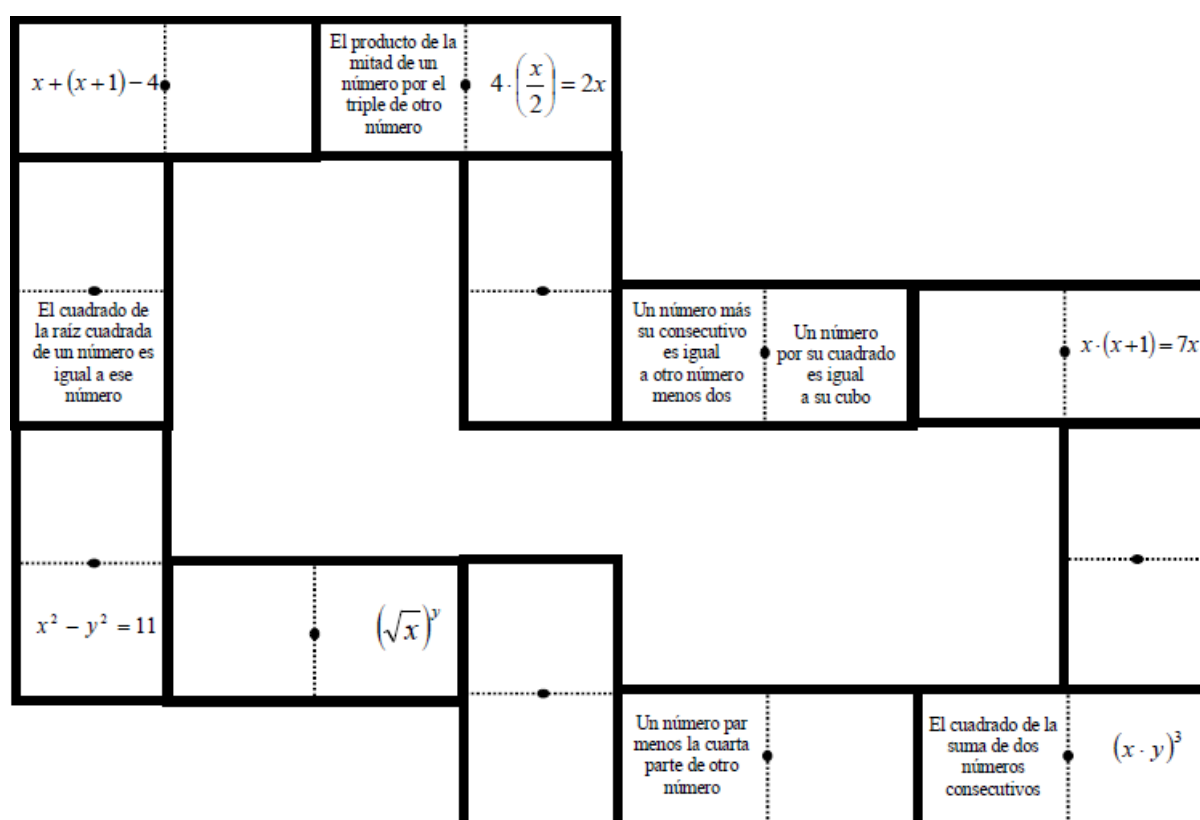 x + (x + 1) − 4
El producto de la
mitad de un
número por el
triple de otro
número
4 · (x/2) = 2x
El cuadrado de
la raíz cuadrada
de un número es
igual a ese
número
Un número más
su consecutivo
es igual
a otro número
menos dos
Un número
por su cuadrado
es igual
a su cubo
x · (x + 1) = 7x
x² − y² = 11
(√x)^y
Un número par
menos la cuarta
parte de otro
número
El cuadrado de la
suma de dos
números
consecutivos
(x · y)³